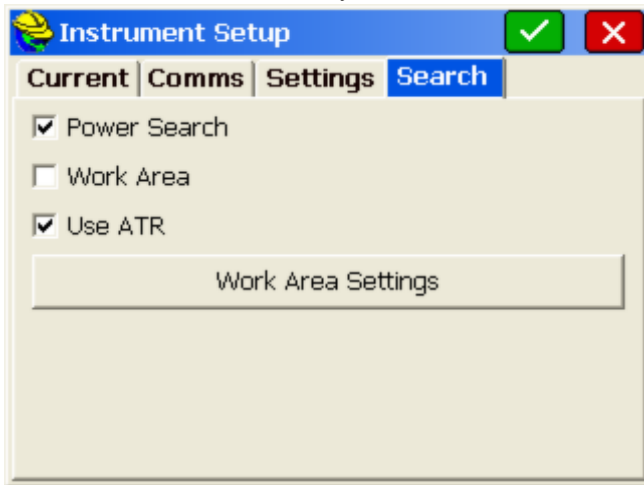 Instrument Setup
Current Comms Settings Search
Power Search
Work Area
Use ATR
Work Area Settings